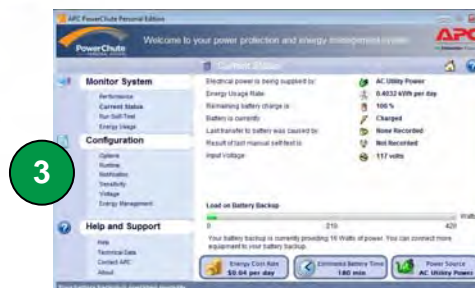 APC PowerChute Personal Edition
PowerChute
Welcome to your power protection and energy management system
APC
Current Status
Monitor System
Performance
Current Status
Run Self-Test
Energy Usage
Configuration
Options
Runtime
Notification
Sensitivity
Voltage
Energy Management
Help and Support
Help
Technical Data
Contact APC
About
Electrical power is being supplied by: AC Utility Power
Energy Usage Rate: 0.4032 kWh per day
Remaining battery charge is: 100 %
Battery is currently: Charged
Last transfer to battery was caused by: None Recorded
Result of last manual self-test is: Not Recorded
Input Voltage 117 volts
Load on Battery Backup
Watts
0 210 420
Your battery backup is currently providing 16 Watts of power. You can connect more
equipment to your battery backup.
Energy Cost Rate
$0.04 per day
Estimated Battery Time
180 min
Power Source
AC Utility Power
3